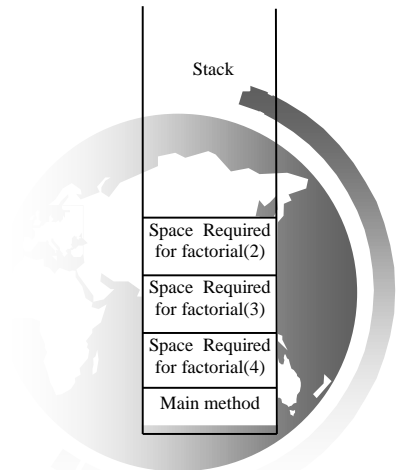 Stack
Space Required
for factorial(2)
Space Required
for factorial(3)
Space Required
for factorial(4)
Main method